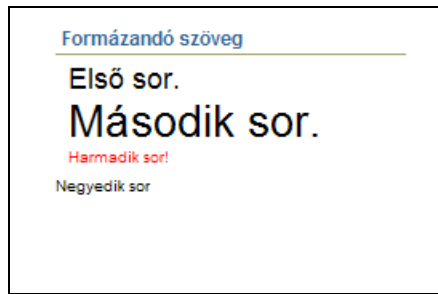 Formázandó szöveg
Első sor.
Második sor.
Harmadik sor!
Negyedik sor